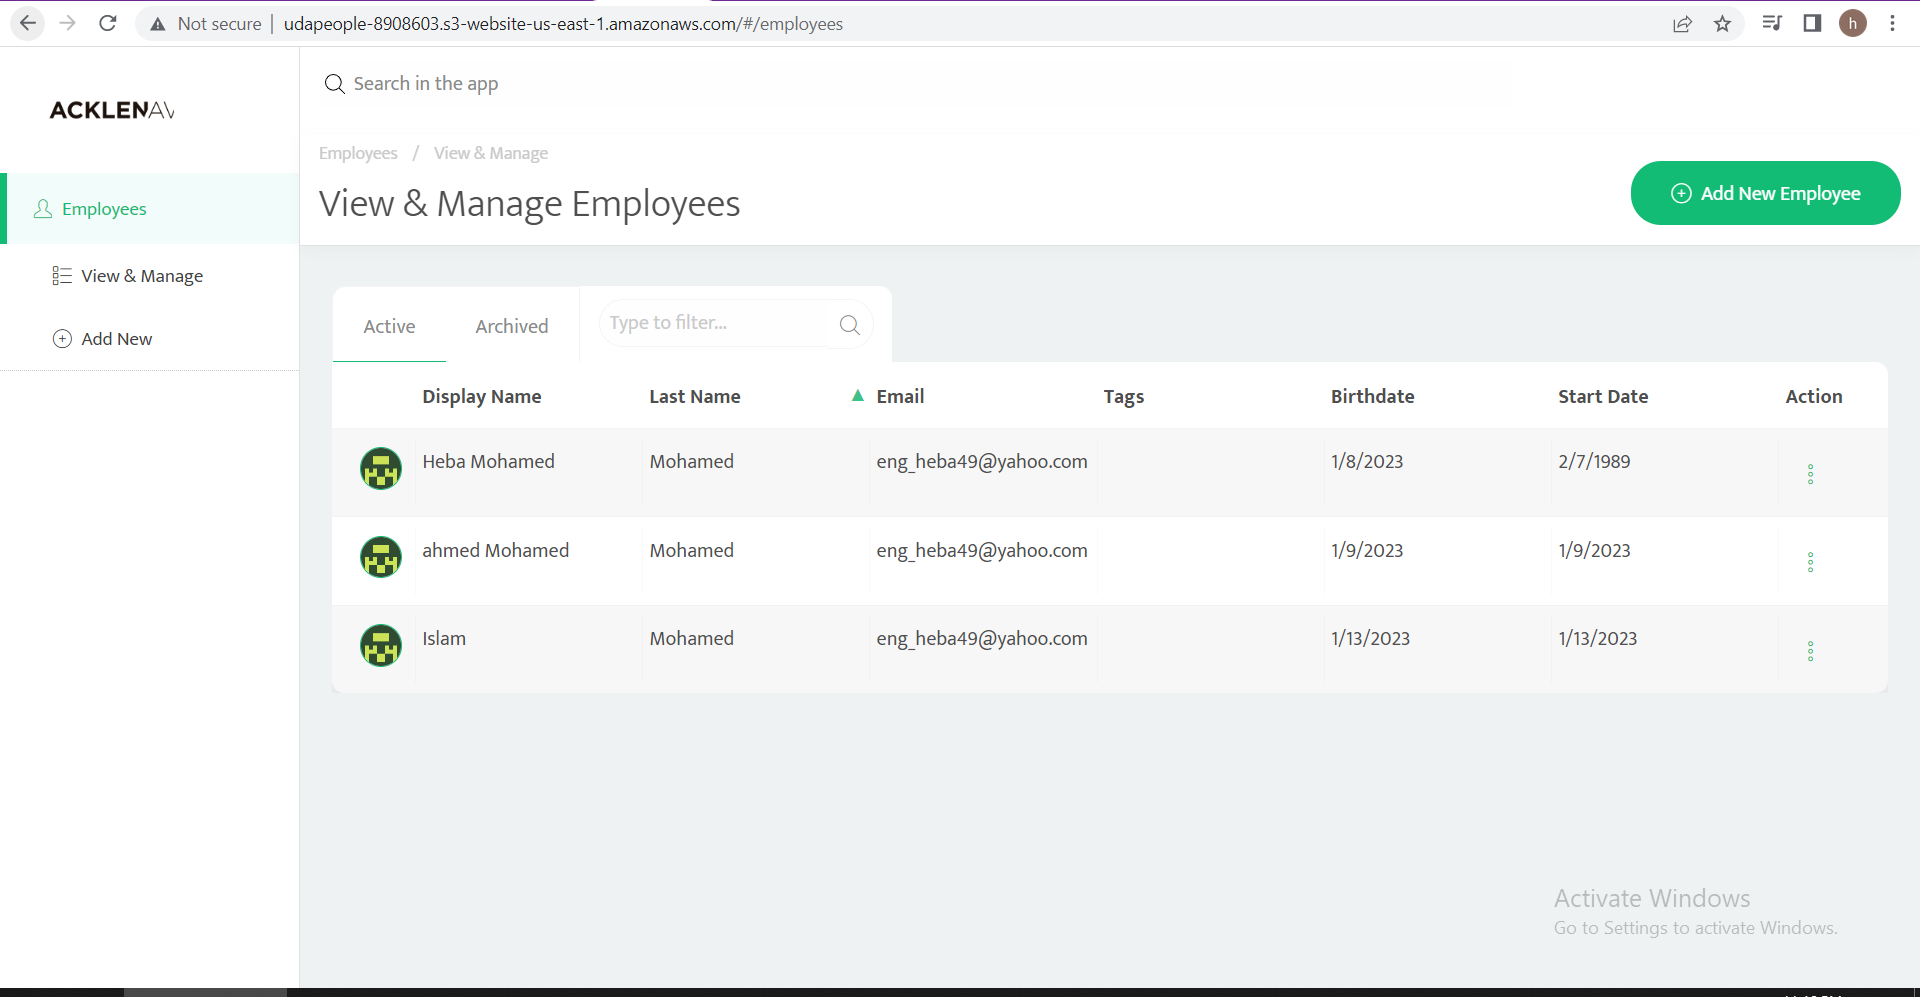 Not secure | udapeople-8908603.s3-website-us-east-1.amazonaws.com/#/employees
h
ACKLENAV
Search in the app
Employees / View & Manage
View & Manage Employees
Add New Employee
Employees
View & Manage
Add New
Active Archived Type to filter...
Display Name Last Name ▲ Email Tags Birthdate Start Date Action
Heba Mohamed Mohamed eng_heba49@yahoo.com 1/8/2023 2/7/1989
ahmed Mohamed Mohamed eng_heba49@yahoo.com 1/9/2023 1/9/2023
Islam Mohamed eng_heba49@yahoo.com 1/13/2023 1/13/2023
Activate Windows
Go to Settings to activate Windows.